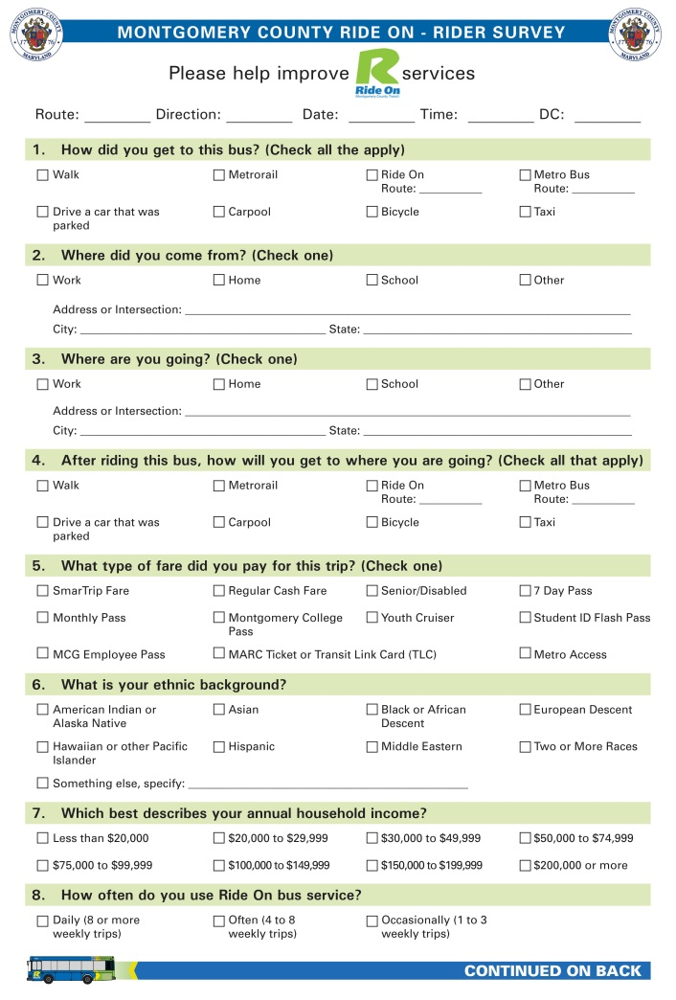 MONTGOMERY COUNTY RIDE ON - RIDER SURVEY
MONTGOMERY COUNTY
17 76
MARYLAND
MONTGOMERY COUNTY
17 76
MARYLAND
Please help improve R services
Ride On
Montgomery County Transit
Route: ________ Direction: ________ Date: ________ Time: ________ DC: ________
1. How did you get to this bus? (Check all the apply)
☐ Walk ☐ Metrorail ☐ Ride On ☐ Metro Bus
Route: __________ Route: __________
☐ Drive a car that was ☐ Carpool ☐ Bicycle ☐ Taxi
parked
2. Where did you come from? (Check one)
☐ Work ☐ Home ☐ School ☐ Other
Address or Intersection: ____________________
City: ____________________ State: ____________________
3. Where are you going? (Check one)
☐ Work ☐ Home ☐ School ☐ Other
Address or Intersection: ____________________
City: ____________________ State: ____________________
4. After riding this bus, how will you get to where you are going? (Check all that apply)
☐ Walk ☐ Metrorail ☐ Ride On ☐ Metro Bus
Route: __________ Route: __________
☐ Drive a car that was ☐ Carpool ☐ Bicycle ☐ Taxi
parked
5. What type of fare did you pay for this trip? (Check one)
☐ SmarTrip Fare ☐ Regular Cash Fare ☐ Senior/Disabled ☐ 7 Day Pass
☐ Monthly Pass ☐ Montgomery College ☐ Youth Cruiser ☐ Student ID Flash Pass
Pass
☐ MCG Employee Pass ☐ MARC Ticket or Transit Link Card (TLC) ☐ Metro Access
6. What is your ethnic background?
☐ American Indian or ☐ Asian ☐ Black or African ☐ European Descent
Alaska Native Descent
☐ Hawaiian or other Pacific ☐ Hispanic ☐ Middle Eastern ☐ Two or More Races
Islander
☐ Something else, specify: ____________________
7. Which best describes your annual household income?
☐ Less than $20,000 ☐ $20,000 to $29,999 ☐ $30,000 to $49,999 ☐ $50,000 to $74,999
☐ $75,000 to $99,999 ☐ $100,000 to $149,999 ☐ $150,000 to $199,999 ☐ $200,000 or more
8. How often do you use Ride On bus service?
☐ Daily (8 or more ☐ Often (4 to 8 ☐ Occasionally (1 to 3
weekly trips) weekly trips) weekly trips)
CONTINUED ON BACK